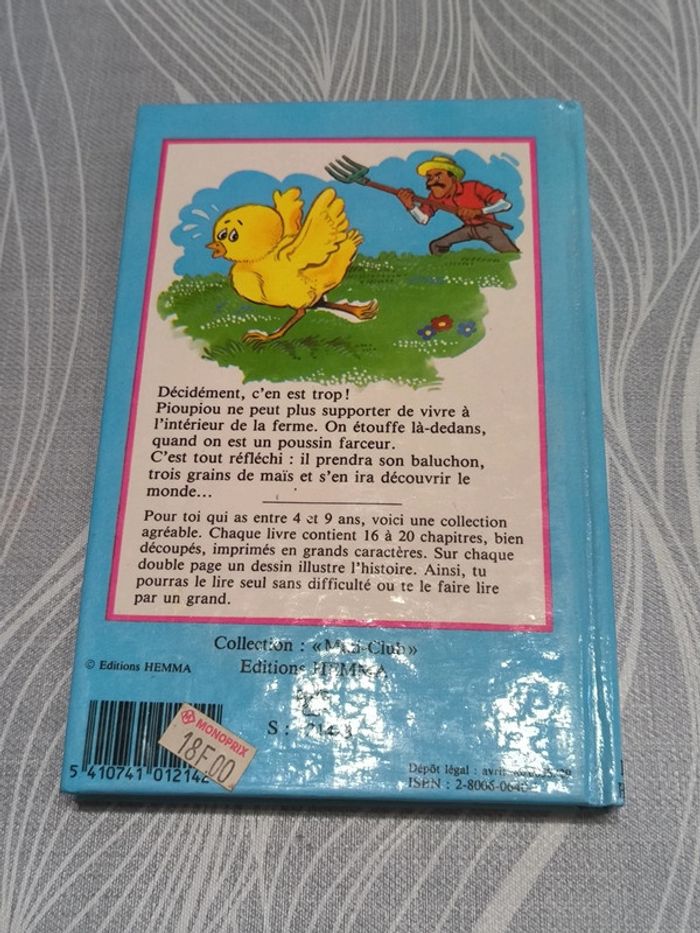 Décidément, c'en est trop !
Pioupiou ne peut plus supporter de vivre à
l'intérieur de la ferme. On étouffe là-dedans,
quand on est un poussin farceur.
C'est tout réfléchi : il prendra son baluchon,
trois grains de maïs et s'en ira découvrir le
monde...
Pour toi qui as entre 4 et 9 ans, voici une collection
agréable. Chaque livre contient 16 à 20 chapitres, bien
découpés, imprimés en grands caractères. Sur chaque
double page un dessin illustre l'histoire. Ainsi, tu
pourras le lire seul sans difficulté ou te le faire lire
par un grand.
Collection : « Maxi-Club »
Editions HEMMA
© Editions HEMMA
S :
MONOPRIX
18F00
5 410741 012142
Dépôt légal :
ISBN :